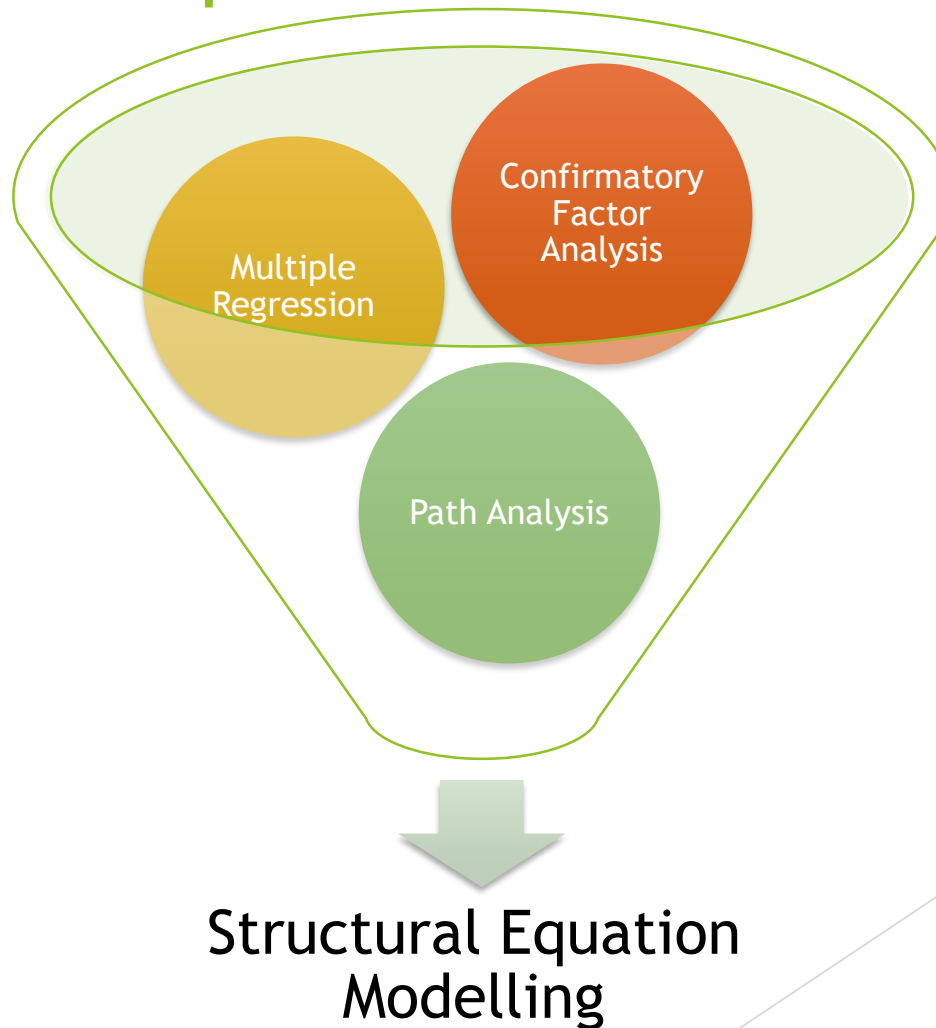 Confirmatory
Factor
Analysis
Multiple
Regression
Path Analysis
Structural Equation
Modelling